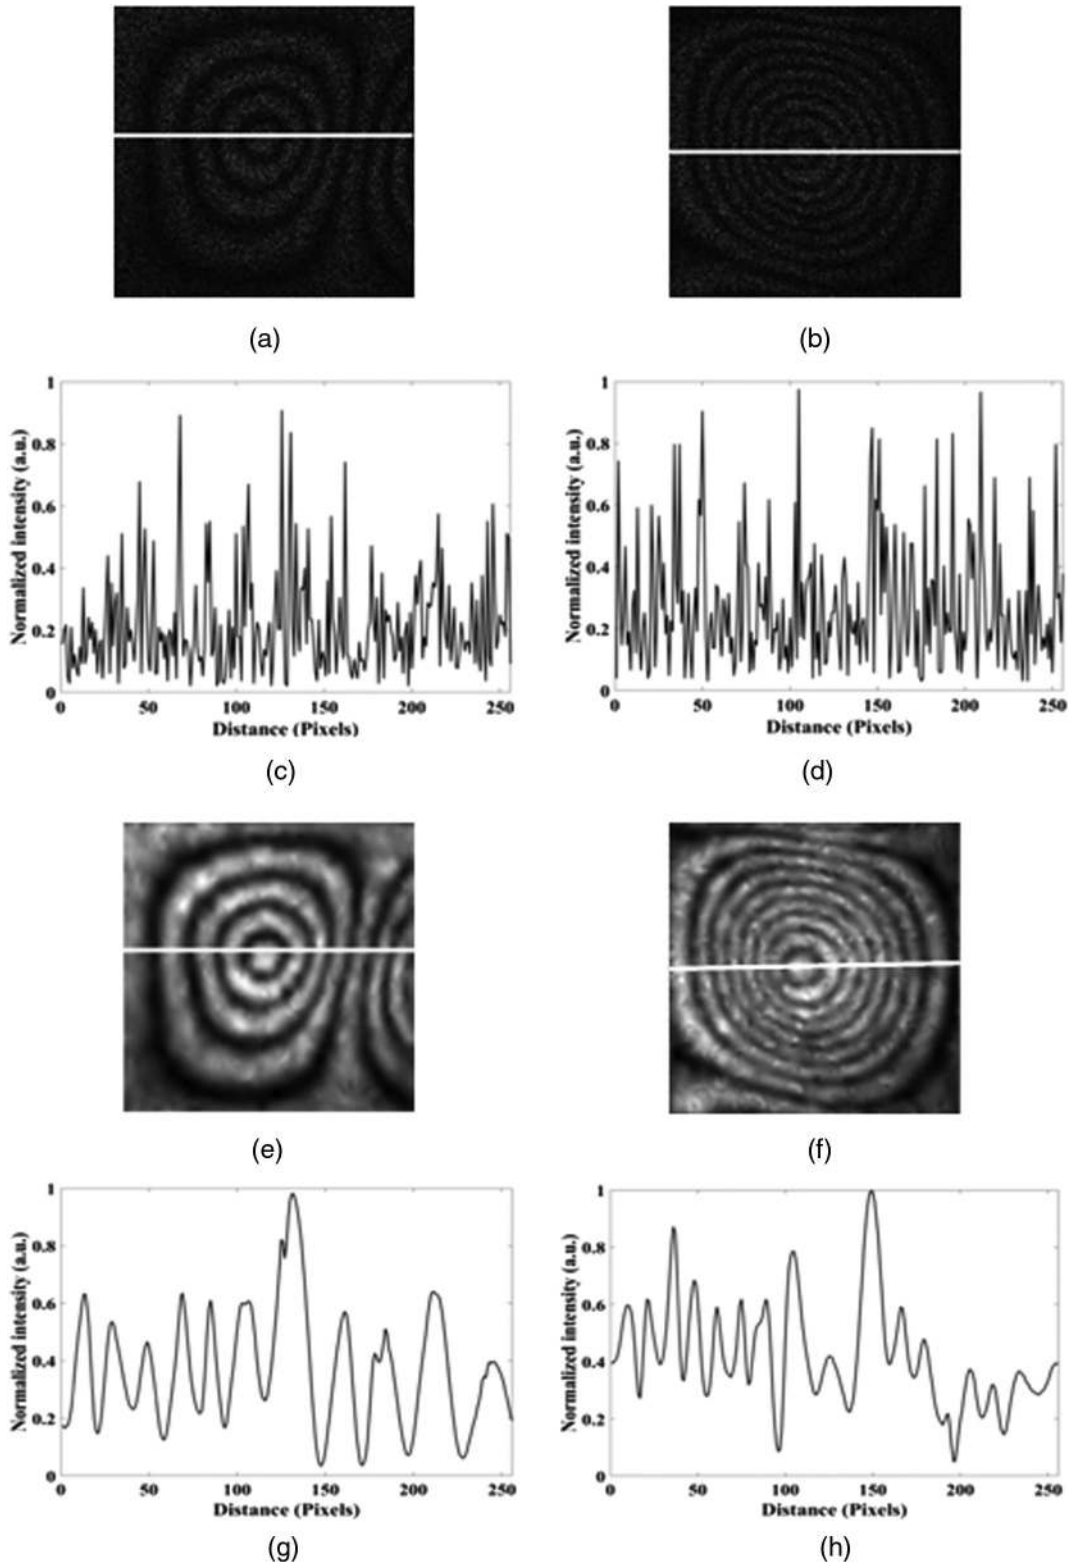 (a)
(b)
1
0.8
0.6
0.4
0.2
0
Normalized intensity (a.u.)
0 50 100 150 200 250
Distance (Pixels)
(c)
1
0.8
0.6
0.4
0.2
0
Normalized intensity (a.u.)
0 50 100 150 200 250
Distance (Pixels)
(d)
(e)
(f)
1
0.8
0.6
0.4
0.2
0
Normalized intensity (a.u.)
0 50 100 150 200 250
Distance (Pixels)
(g)
1
0.8
0.6
0.4
0.2
0
Normalized intensity (a.u.)
0 50 100 150 200 250
Distance (Pixels)
(h)